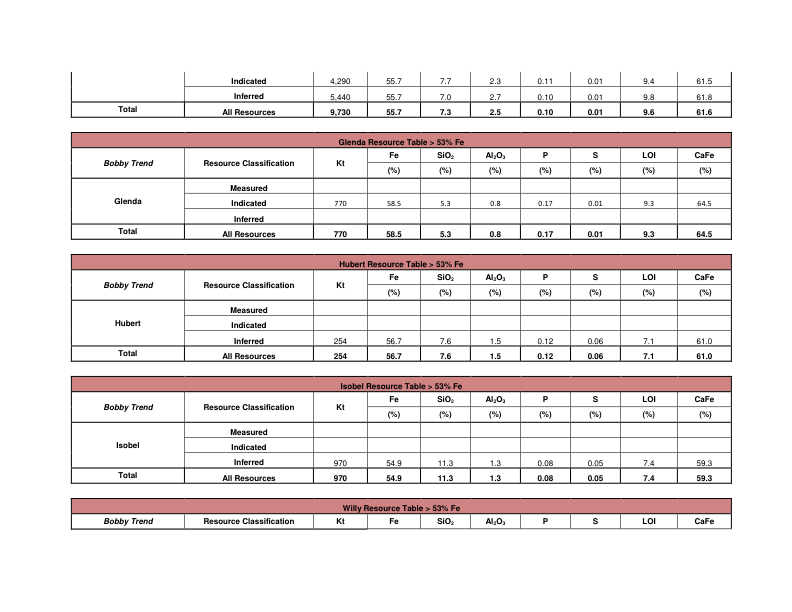 Indicated 4,290 55.7 7.7 2.3 0.11 0.01 9.4 61.5
Inferred 5,440 55.7 7.0 2.7 0.10 0.01 9.8 61.8
Total All Resources 9,730 55.7 7.3 2.5 0.10 0.01 9.6 61.6
Glenda Resource Table > 53% Fe
Bobby Trend Resource Classification Kt Fe SiO₂ Al₂O₃ P S LOI CaFe
(%) (%) (%) (%) (%) (%) (%)
Measured
Glenda Indicated 770 58.5 5.3 0.8 0.17 0.01 9.3 64.5
Inferred
Total All Resources 770 58.5 5.3 0.8 0.17 0.01 9.3 64.5
Hubert Resource Table > 53% Fe
Bobby Trend Resource Classification Kt Fe SiO₂ Al₂O₃ P S LOI CaFe
(%) (%) (%) (%) (%) (%) (%)
Measured
Hubert Indicated
Inferred 254 56.7 7.6 1.5 0.12 0.06 7.1 61.0
Total All Resources 254 56.7 7.6 1.5 0.12 0.06 7.1 61.0
Isobel Resource Table > 53% Fe
Bobby Trend Resource Classification Kt Fe SiO₂ Al₂O₃ P S LOI CaFe
(%) (%) (%) (%) (%) (%) (%)
Measured
Isobel Indicated
Inferred 970 54.9 11.3 1.3 0.08 0.05 7.4 59.3
Total All Resources 970 54.9 11.3 1.3 0.08 0.05 7.4 59.3
Willy Resource Table > 53% Fe
Bobby Trend Resource Classification Kt Fe SiO₂ Al₂O₃ P S LOI CaFe